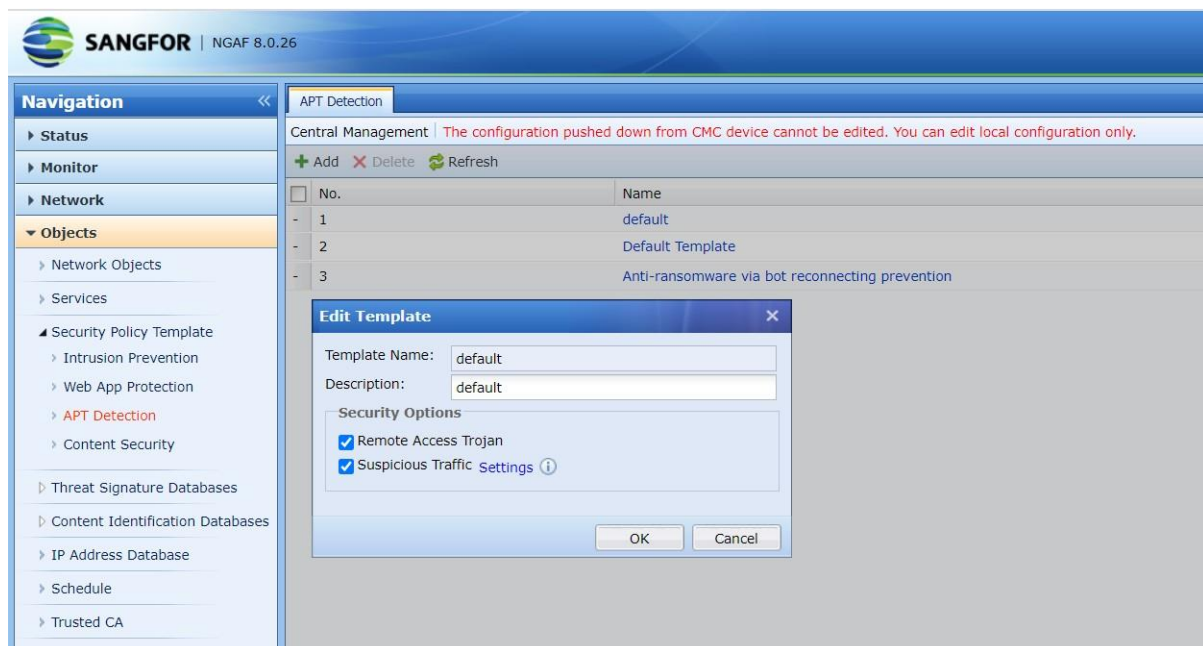 SANGFOR | NGAF 8.0.26
Navigation
Status
Monitor
Network
Objects
Network Objects
Services
Security Policy Template
Intrusion Prevention
Web App Protection
APT Detection
Content Security
Threat Signature Databases
Content Identification Databases
IP Address Database
Schedule
Trusted CA
APT Detection
Central Management | The configuration pushed down from CMC device cannot be edited. You can edit local configuration only.
Add Delete Refresh
No. Name
- 1 default
- 2 Default Template
- 3 Anti-ransomware via bot reconnecting prevention
Edit Template
Template Name: default
Description: default
Security Options
Remote Access Trojan
Suspicious Traffic Settings
OK Cancel